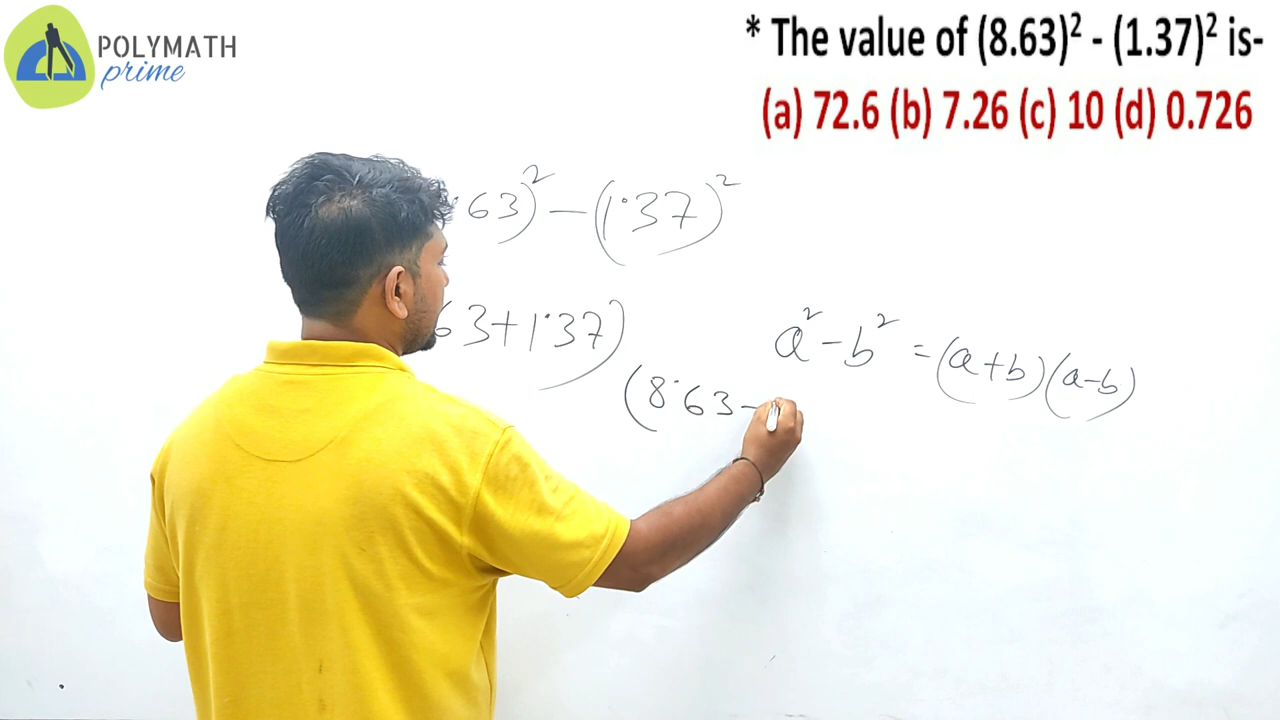 POLYMATH
prime
* The value of (8.63)² - (1.37)² is-
(a) 72.6 (b) 7.26 (c) 10 (d) 0.726
.63)² - (1.37)²
63+1.37)
(8.63-
a² - b² = (a+b)(a-b)